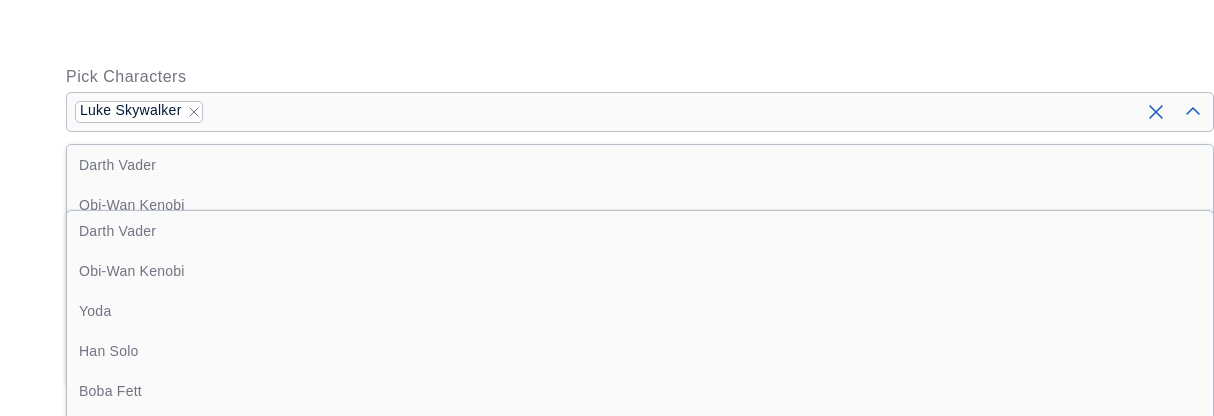 Pick Characters
Luke Skywalker
Darth Vader
Obi-Wan Kenobi
Darth Vader
Obi-Wan Kenobi
Yoda
Han Solo
Boba Fett